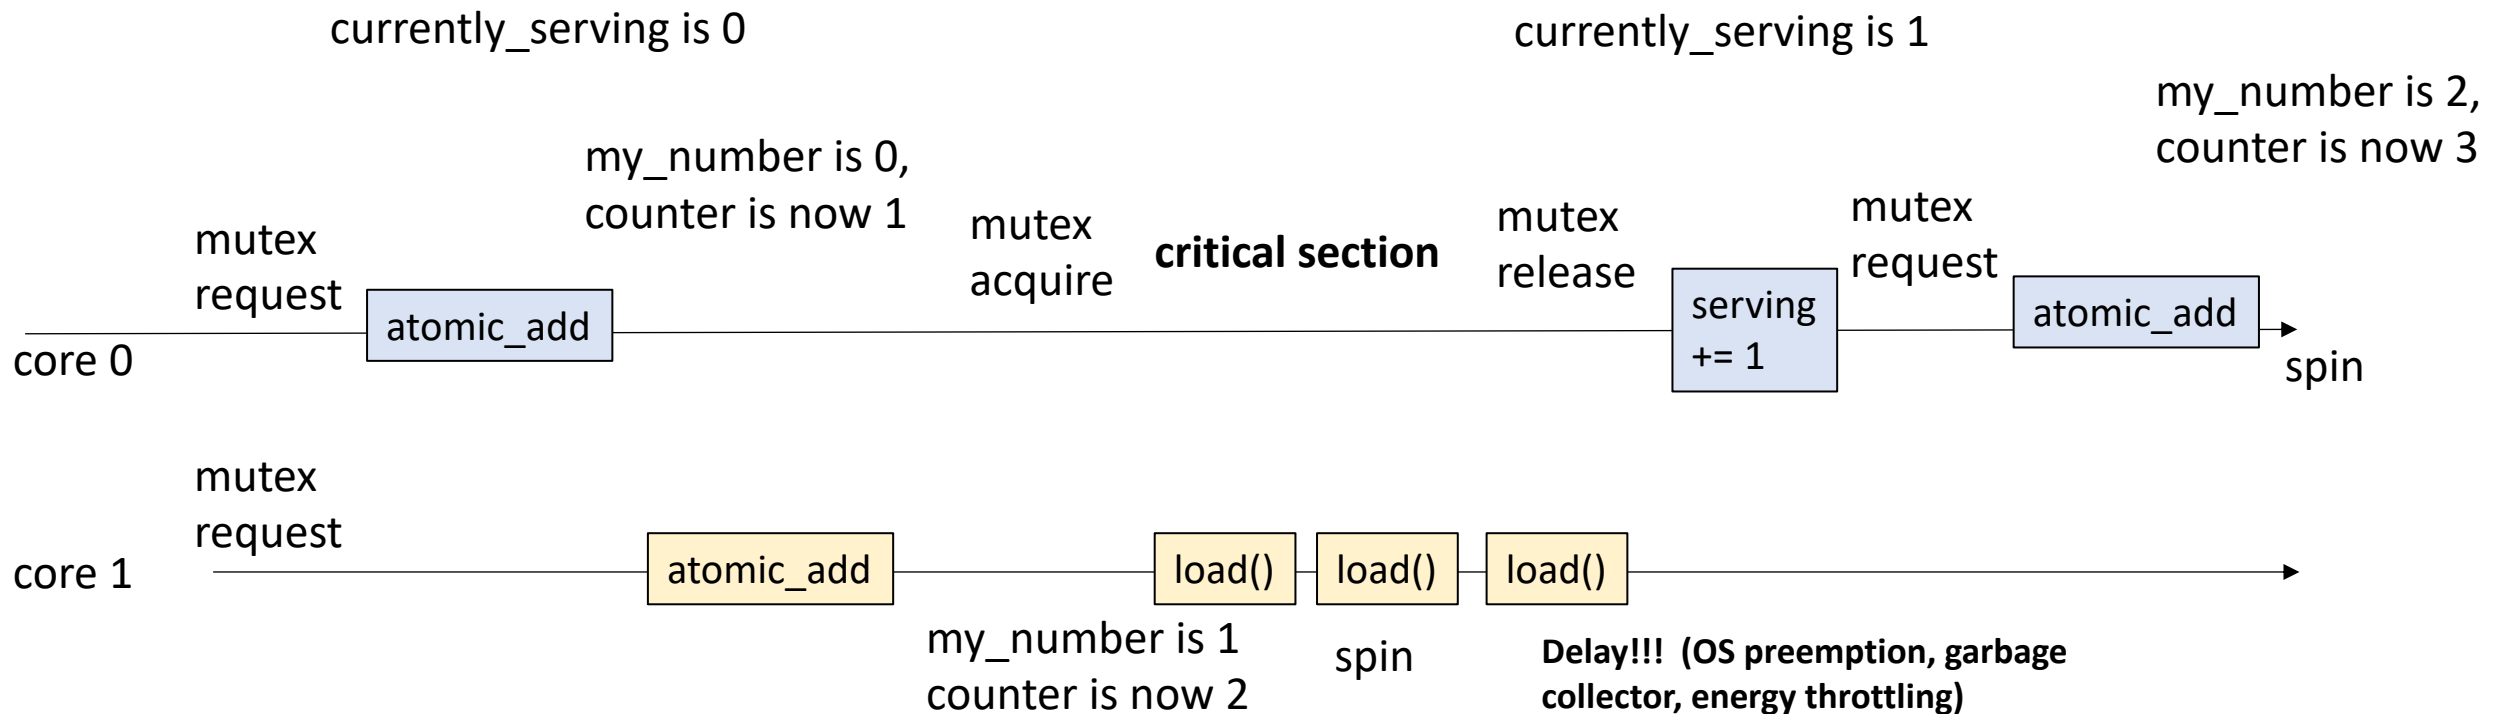 currently_serving is 0
currently_serving is 1
my_number is 2,
counter is now 3
my_number is 0,
counter is now 1
mutex
request
atomic_add
mutex
acquire
critical section
mutex
release
serving
+= 1
mutex
request
atomic_add
core 0
spin
mutex
request
core 1
atomic_add
load()
load()
load()
my_number is 1
counter is now 2
spin
Delay!!! (OS preemption, garbage
collector, energy throttling)